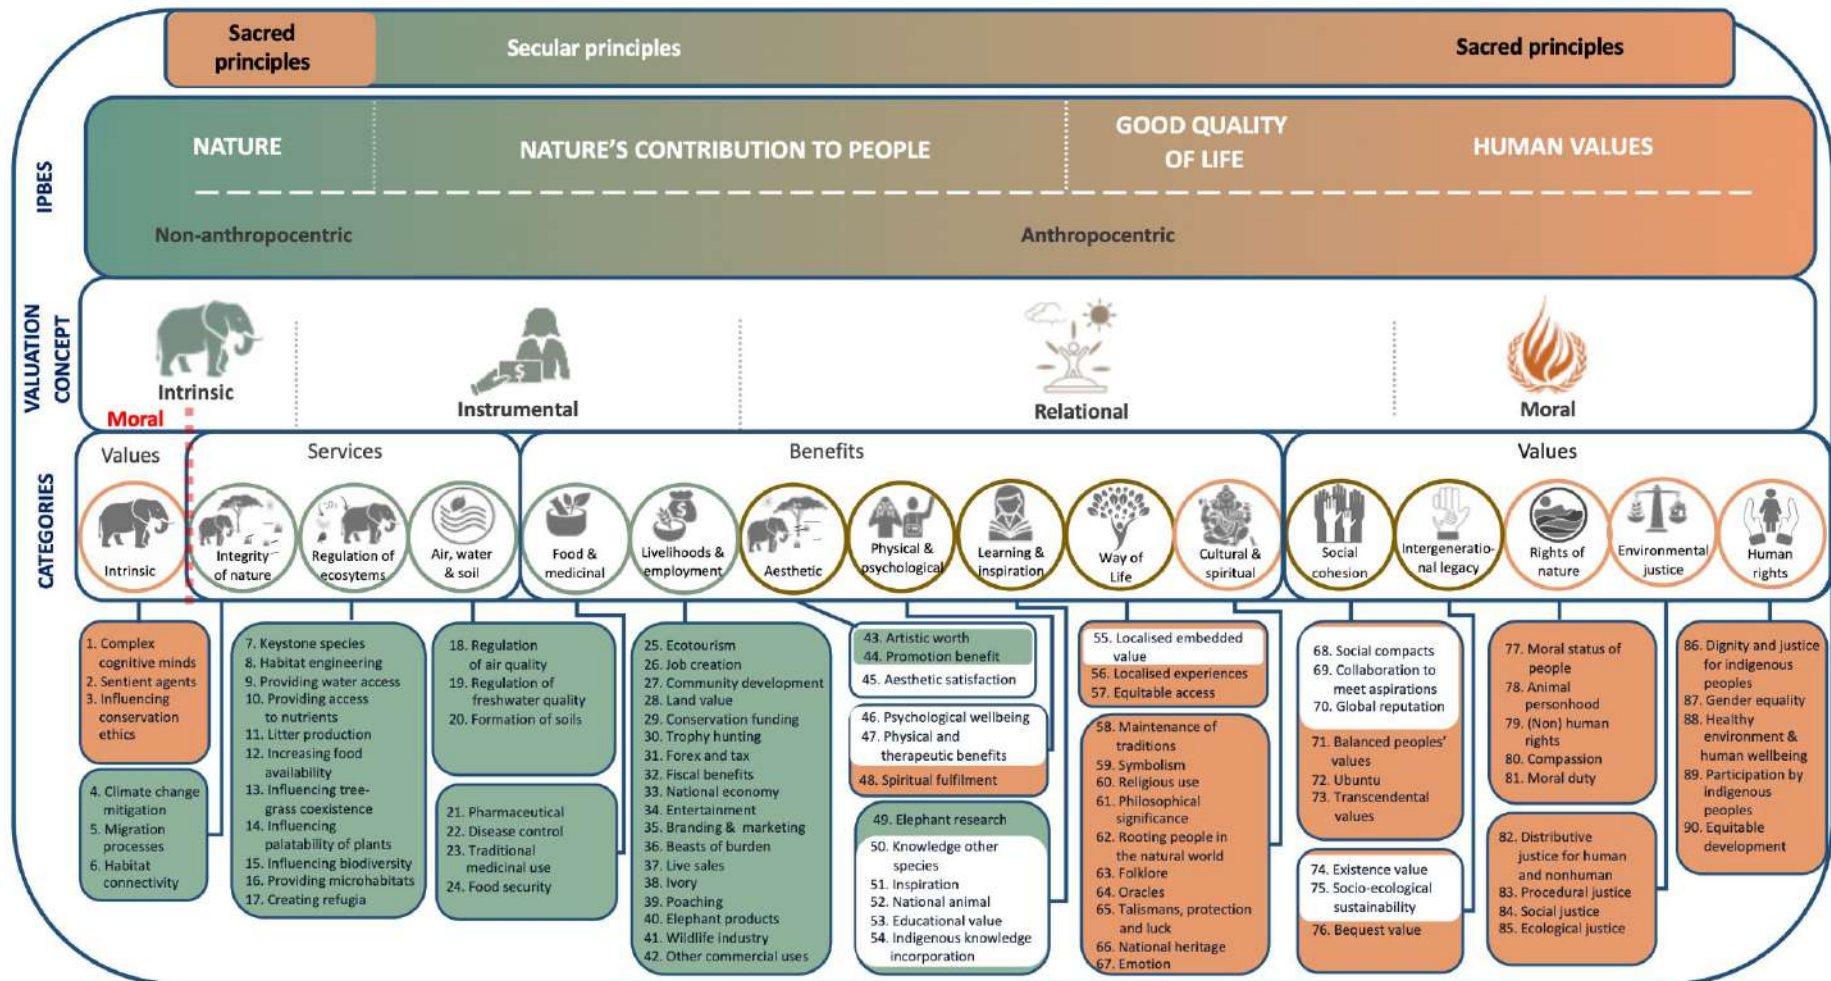 Sacred
principles
Secular principles
Sacred principles
IPBES
NATURE
NATURE'S CONTRIBUTION TO PEOPLE
GOOD QUALITY
OF LIFE
HUMAN VALUES
Non-anthropocentric
Anthropocentric
VALUATION
CONCEPT
Intrinsic
Moral
$
Instrumental
Relational
Moral
CATEGORIES
Values
Services
Benefits
Values
Intrinsic
Integrity
of nature
Regulation of
ecosytems
Air, water
& soil
Food &
medicinal
$
Livelihoods &
employment
Aesthetic
Physical &
psychological
Learning &
inspiration
Way of
Life
Cultural &
spiritual
Social
cohesion
Intergeneratio-
nal legacy
Rights of
nature
Environmental
justice
Human
rights
1. Complex
cognitive minds
2. Sentient agents
3. Influencing
conservation
ethics
4. Climate change
mitigation
5. Migration
processes
6. Habitat
connectivity
7. Keystone species
8. Habitat engineering
9. Providing water access
10. Providing access
to nutrients
11. Litter production
12. Increasing food
availability
13. Influencing tree-
grass coexistence
14. Influencing
palatability of plants
15. Influencing biodiversity
16. Providing microhabitats
17. Creating refugia
18. Regulation
of air quality
19. Regulation of
freshwater quality
20. Formation of soils
21. Pharmaceutical
22. Disease control
23. Traditional
medicinal use
24. Food security
25. Ecotourism
26. Job creation
27. Community development
28. Land value
29. Conservation funding
30. Trophy hunting
31. Forex and tax
32. Fiscal benefits
33. National economy
34. Entertainment
35. Branding & marketing
36. Beasts of burden
37. Live sales
38. Ivory
39. Poaching
40. Elephant products
41. Wildlife industry
42. Other commercial uses
43. Artistic worth
44. Promotion benefit
45. Aesthetic satisfaction
46. Psychological wellbeing
47. Physical and
therapeutic benefits
48. Spiritual fulfilment
49. Elephant research
50. Knowledge other
species
51. Inspiration
52. National animal
53. Educational value
54. Indigenous knowledge
incorporation
55. Localised embedded
value
56. Localised experiences
57. Equitable access
58. Maintenance of
traditions
59. Symbolism
60. Religious use
61. Philosophical
significance
62. Rooting people in
the natural world
63. Folklore
64. Oracles
65. Talismans, protection
and luck
66. National heritage
67. Emotion
68. Social compacts
69. Collaboration to
meet aspirations
70. Global reputation
71. Balanced peoples'
values
72. Ubuntu
73. Transcendental
values
74. Existence value
75. Socio-ecological
sustainability
76. Bequest value
77. Moral status of
people
78. Animal
personhood
79. (Non) human
rights
80. Compassion
81. Moral duty
82. Distributive
justice for human
and nonhuman
83. Procedural justice
84. Social justice
85. Ecological justice
86. Dignity and justice
for indigenous
peoples
87. Gender equality
88. Healthy
environment &
human wellbeing
89. Participation by
indigenous
peoples
90. Equitable
development